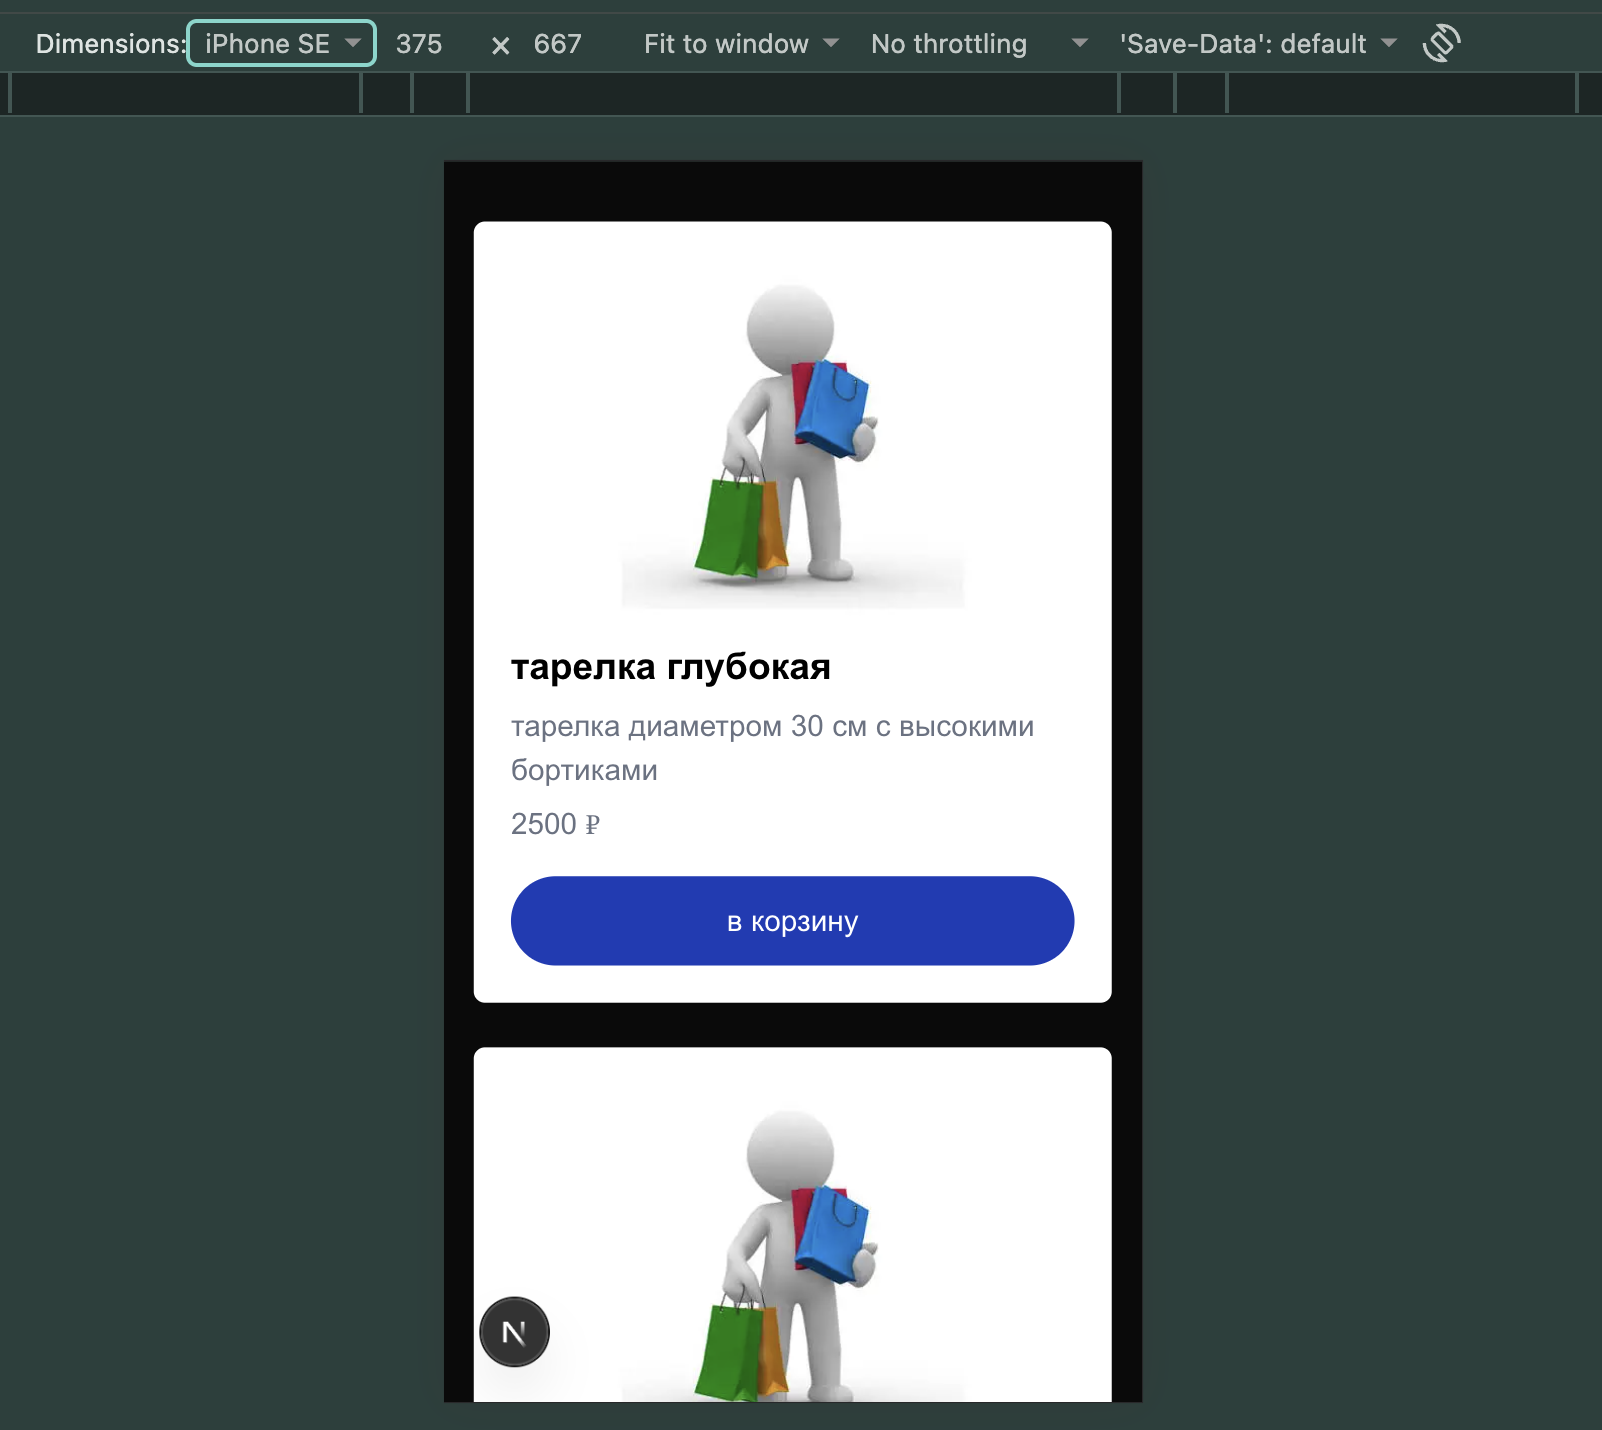 Dimensions: iPhone SE 375 × 667 Fit to window No throttling 'Save-Data': default
тарелка глубокая
тарелка диаметром 30 см с высокими
бортиками
2500 ₽
в корзину
N